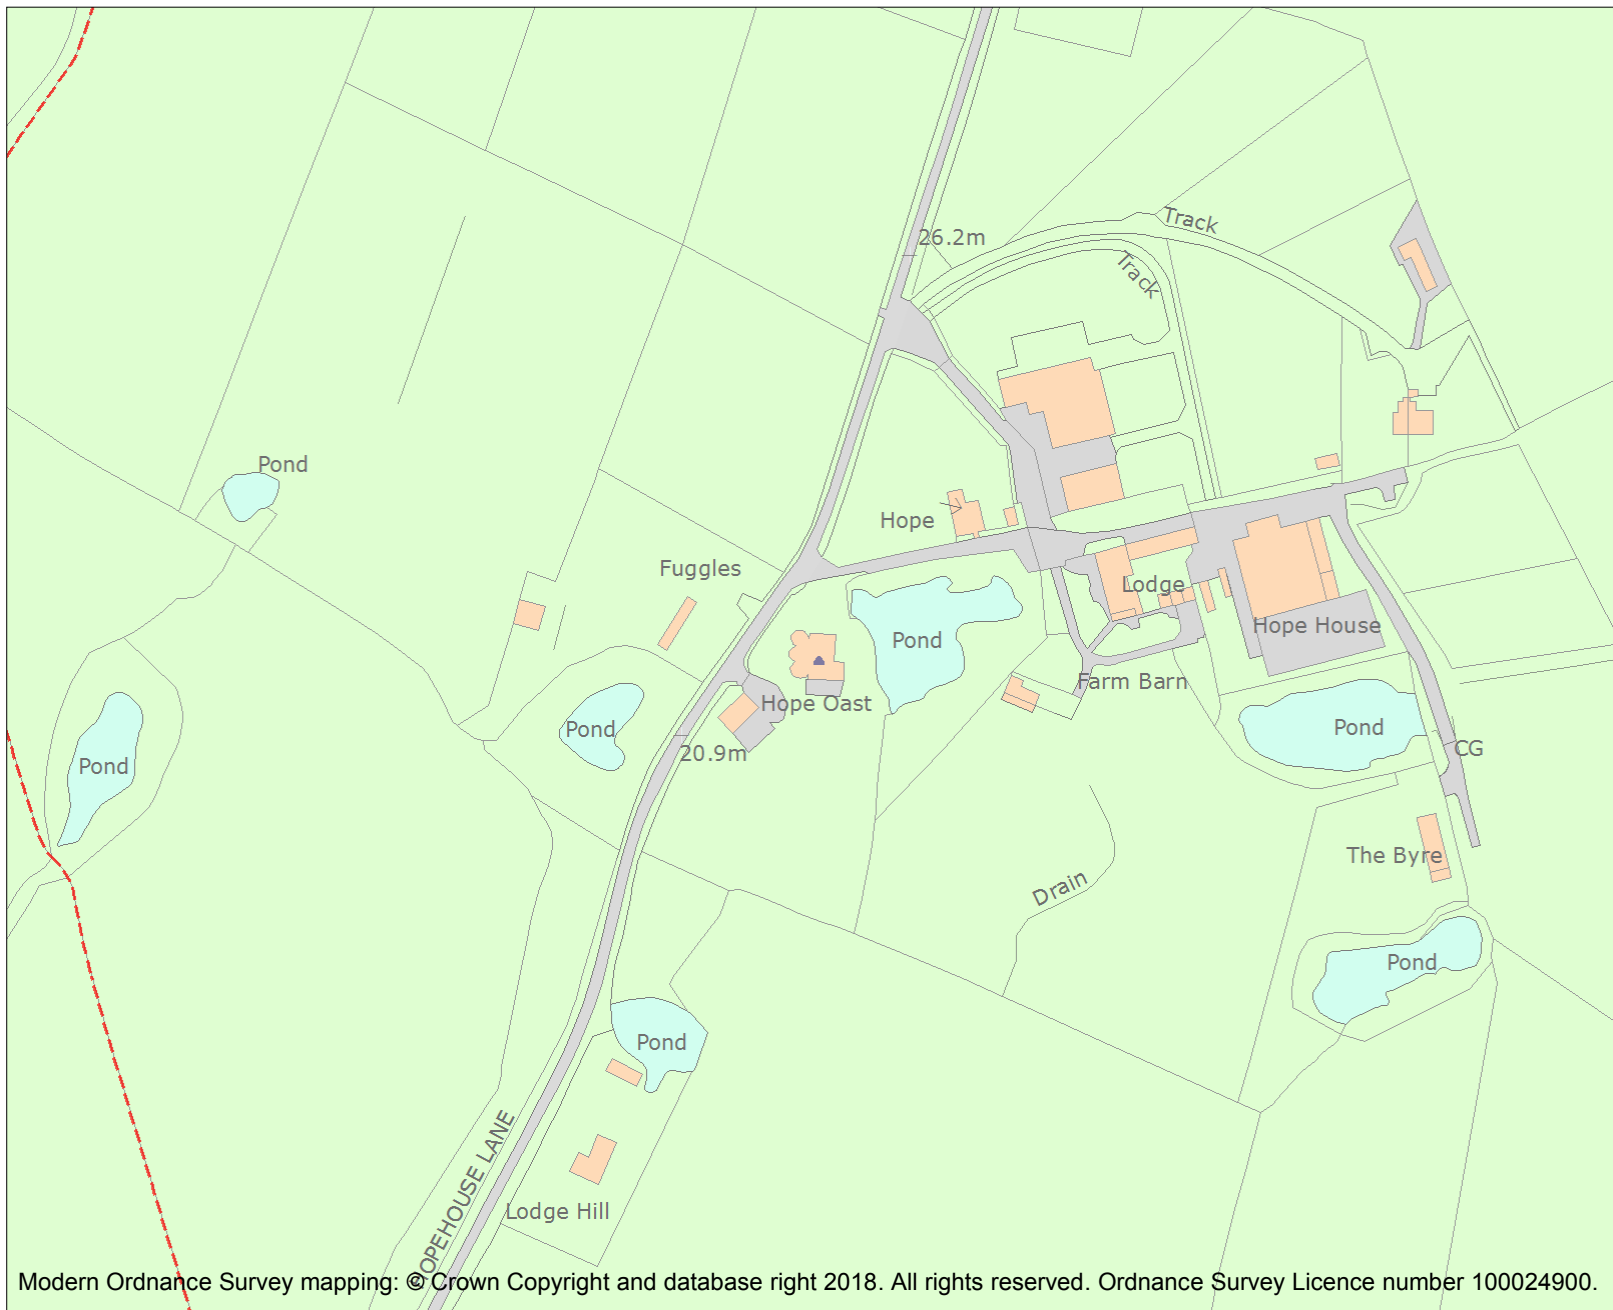 Track
26.2m
Track
Pond
Hope
Fuggles
Lodge
Hope House
Pond
Farm Barn
Hope Oast
Pond
Pond
20.9m
CG
Pond
The Byre
Drain
Pond
Pond
HOPEHOUSE LANE
Lodge Hill
Modern Ordnance Survey mapping: © Crown Copyright and database right 2018. All rights reserved. Ordnance Survey Licence number 100024900.